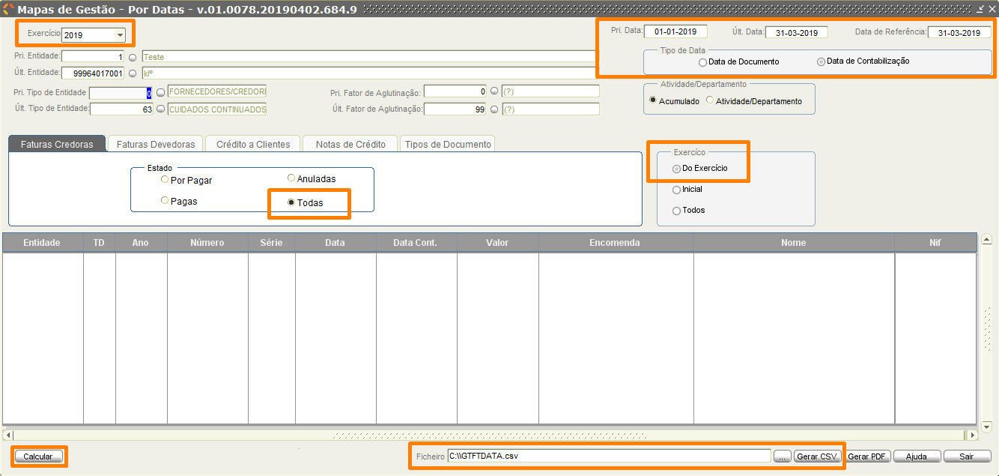 Mapas de Gestão - Por Datas - v.01.0078.20190402.684.9
Exercício 2019
Pri. Data: 01-01-2019 Últ. Data: 31-03-2019 Data de Referência: 31-03-2019
Pri. Entidade: 1 Teste
Tipo de Data
Data de Documento Data de Contabilização
Últ. Entidade: 99964017001 klº
Pri. Tipo de Entidade 0 FORNECEDORES/CREDORI Pri. Fator de Aglutinação: 0 (?)
Últ. Tipo de Entidade: 63 CUIDADOS CONTINUADOS Últ. Fator de Aglutinação: 99 (?)
Atividade/Departamento
Acumulado Atividade/Departamento
Faturas Credoras Faturas Devedoras Crédito a Clientes Notas de Crédito Tipos de Documento
Estado
Por Pagar Anuladas
Pagas Todas
Exercíco
Do Exercício
Inicial
Todos
Entidade TD Ano Número Série Data Data Cont. Valor Encomenda Nome Nif
Calcular Ficheiro C:\\GTFTDATA.csv ... Gerar CSV Gerar PDF Ajuda Sair